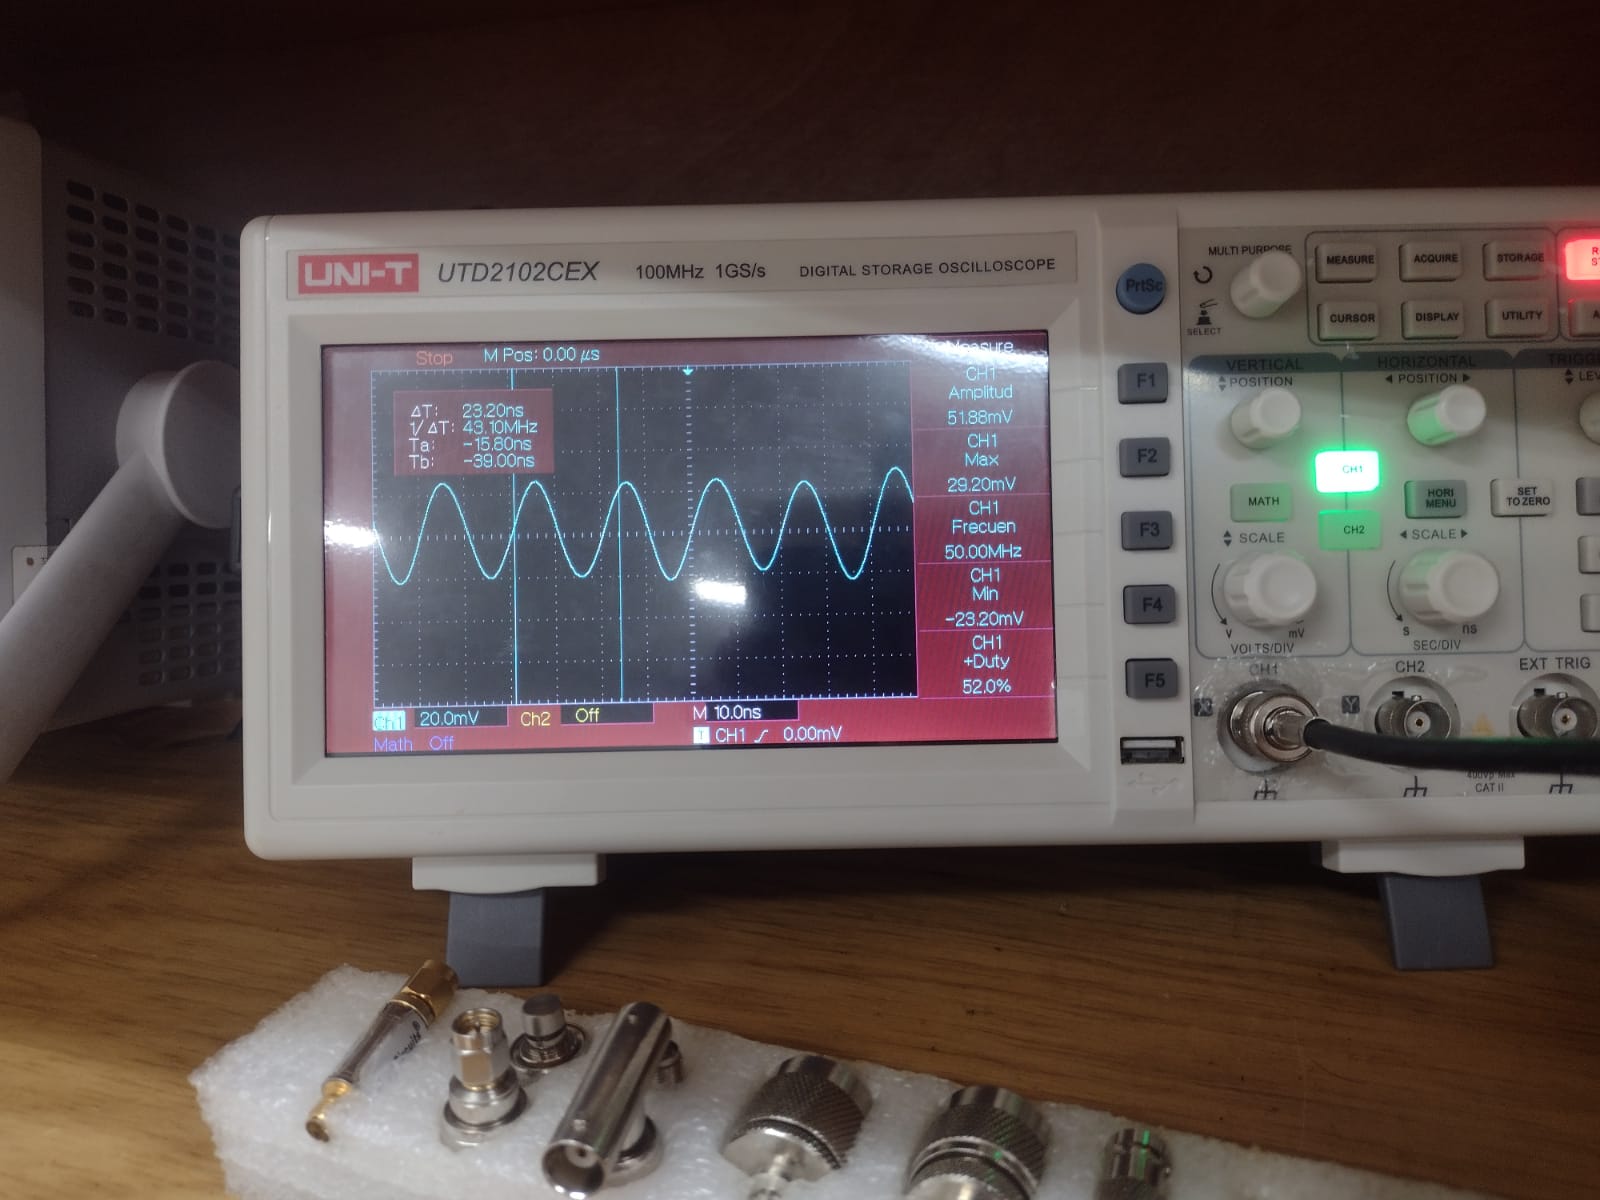 UNI-T UTD2102CEX 100MHz 1GS/s DIGITAL STORAGE OSCILLOSCOPE
Stop M Pos: 0.00 µs
ΔT: 23.20ns
1/ΔT: 43.10MHz
Ta: -15.80ns
Tb: -39.00ns
Measure
CH1
Amplitud
51.88mV
CH1
Max
29.20mV
CH1
Frecuen
50.00MHz
CH1
Min
-23.20mV
CH1
+Duty
52.0%
Ch1 20.0mV Ch2 Off M 10.0ns
Math Off T CH1 0.00mV
PrtSc
F1
F2
F3
F4
F5
MULTI PURPOSE
SELECT
MEASURE ACQUIRE STORAGE
CURSOR DISPLAY UTILITY
VERTICAL HORIZONTAL
POSITION POSITION
CH1
MATH HORI MENU SET TO ZERO
CH2
SCALE SCALE
V mV s ns
VOLTS/DIV SEC/DIV
CH1 CH2 EXT TRIG
X Y
400Vp Max
CAT II